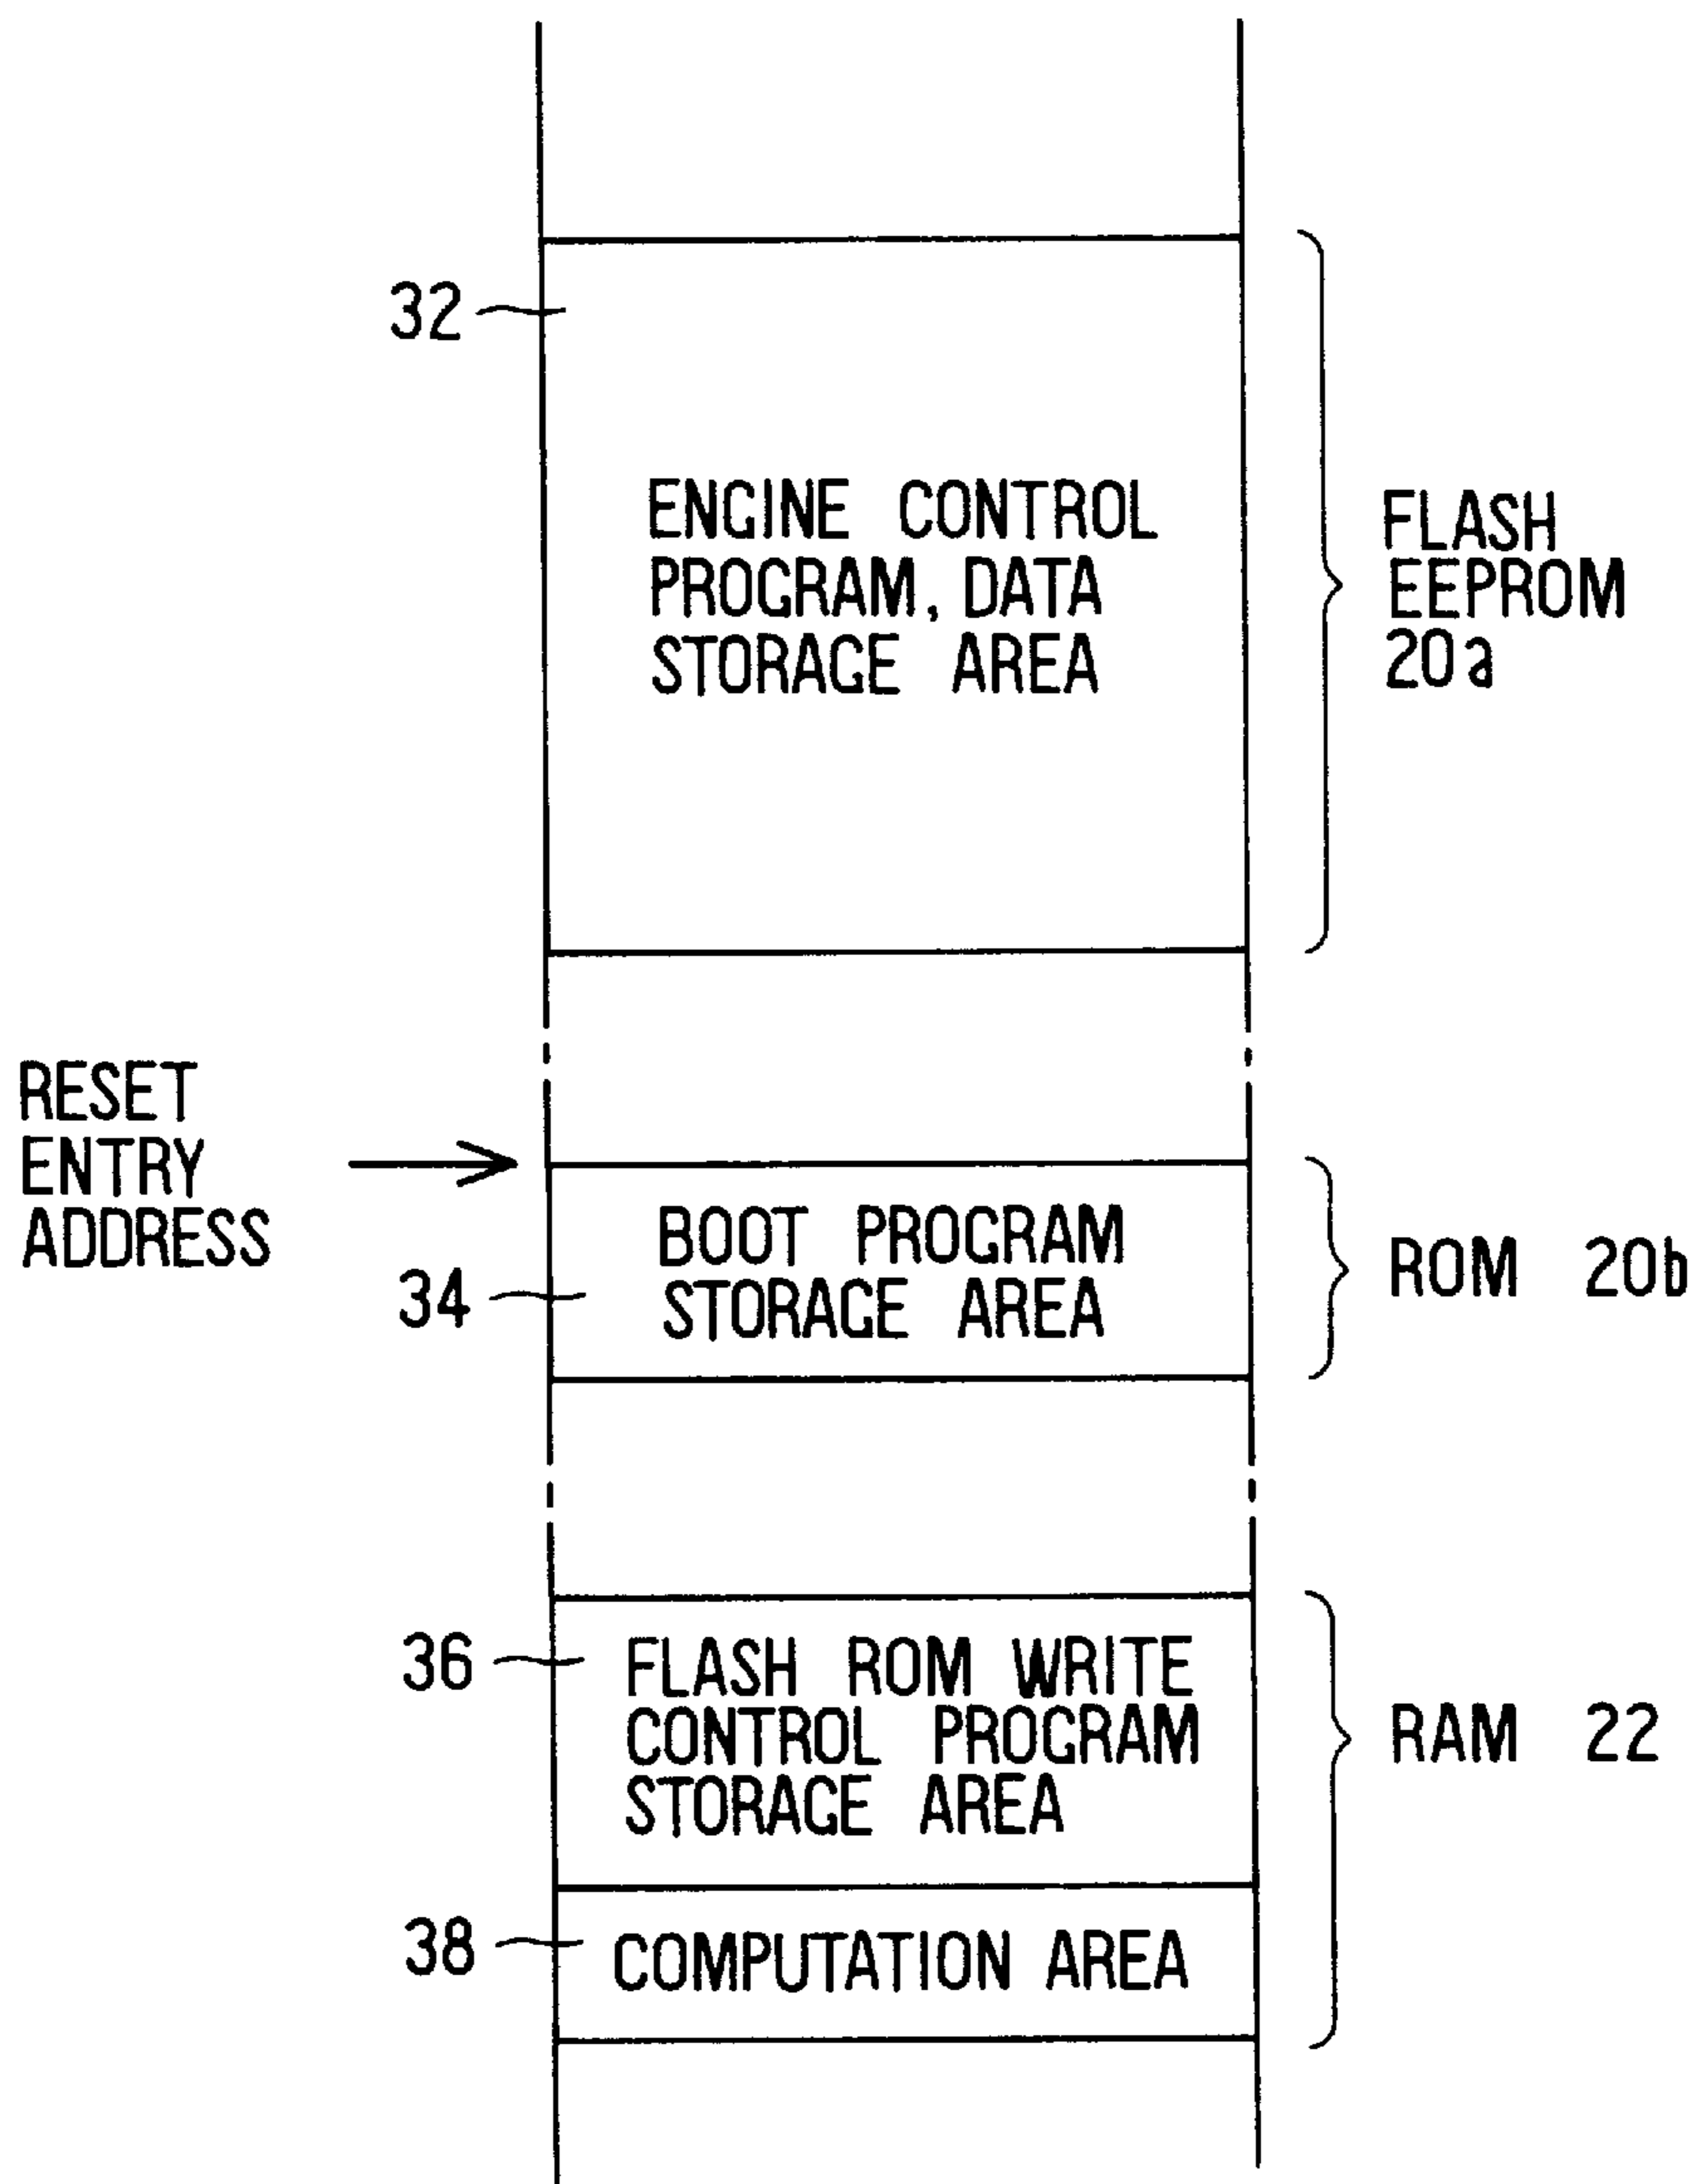 32
ENGINE CONTROL
PROGRAM, DATA
STORAGE AREA
FLASH
EEPROM
20a
RESET
ENTRY
ADDRESS
BOOT PROGRAM
STORAGE AREA
34
ROM 20b
36
FLASH ROM WRITE
CONTROL PROGRAM
STORAGE AREA
RAM 22
38
COMPUTATION AREA